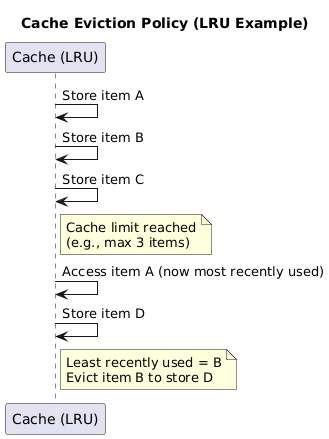 Cache Eviction Policy (LRU Example)
Cache (LRU)
Store item A
Store item B
Store item C
Cache limit reached
(e.g., max 3 items)
Access item A (now most recently used)
Store item D
Least recently used = B
Evict item B to store D
Cache (LRU)